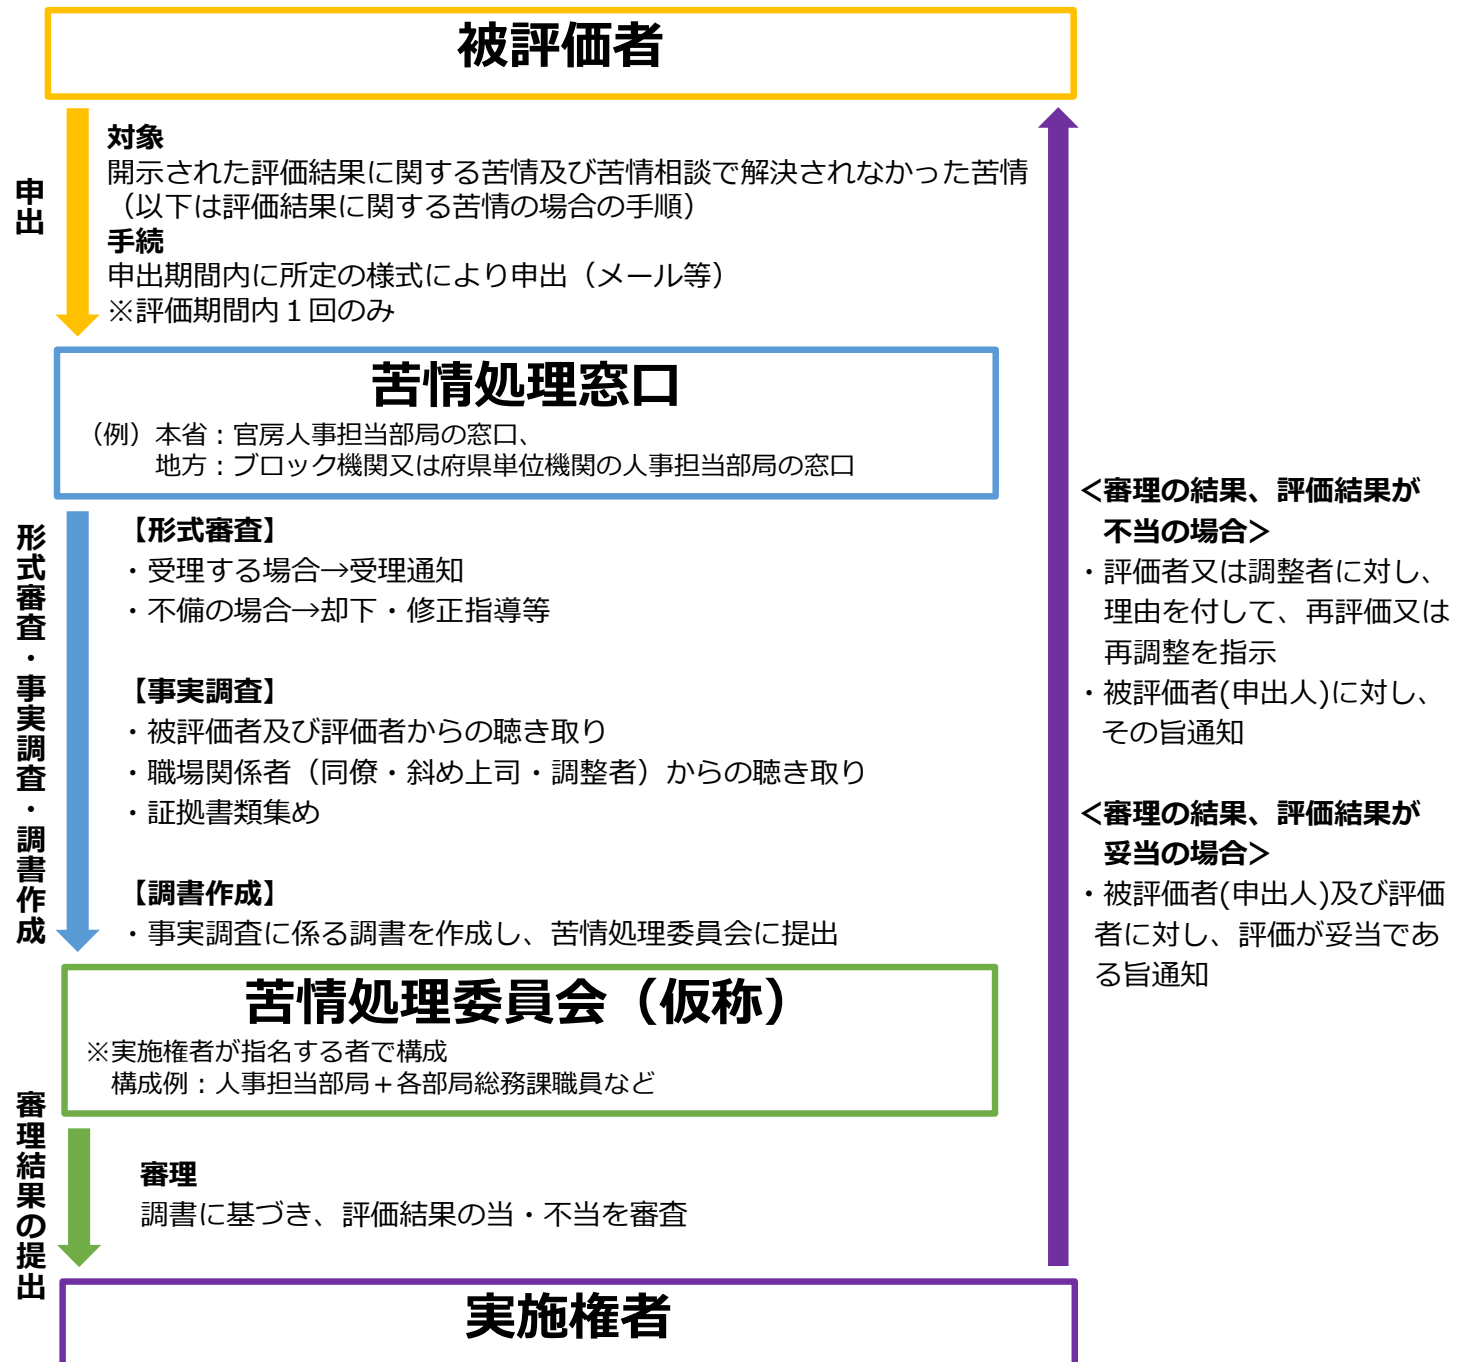 被評価者
申出
対象
開示された評価結果に関する苦情及び苦情相談で解決されなかった苦情
（以下は評価結果に関する苦情の場合の手順）
手続
申出期間内に所定の様式により申出（メール等）
※評価期間内１回のみ
苦情処理窓口
（例）本省：官房人事担当部局の窓口、
地方：ブロック機関又は府県単位機関の人事担当部局の窓口
形式審査・事実調査・調書作成
【形式審査】
・受理する場合→受理通知
・不備の場合→却下・修正指導等
【事実調査】
・被評価者及び評価者からの聴き取り
・職場関係者（同僚・斜め上司・調整者）からの聴き取り
・証拠書類集め
【調書作成】
・事実調査に係る調書を作成し、苦情処理委員会に提出
苦情処理委員会（仮称）
※実施権者が指名する者で構成
構成例：人事担当部局＋各部局総務課職員など
審理結果の提出
審理
調書に基づき、評価結果の当・不当を審査
実施権者
＜審理の結果、評価結果が
不当の場合＞
・評価者又は調整者に対し、
理由を付して、再評価又は
再調整を指示
・被評価者(申出人)に対し、
その旨通知
＜審理の結果、評価結果が
妥当の場合＞
・被評価者(申出人)及び評価
者に対し、評価が妥当であ
る旨通知